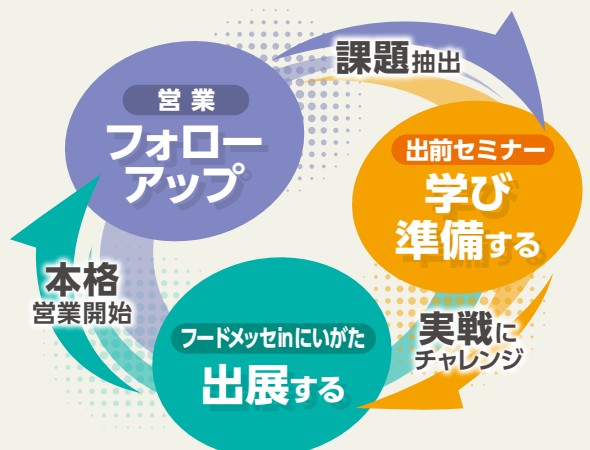 課題抽出
営業
フォロー
アップ
出前セミナー
学び
準備する
実戦に
チャレンジ
フードメッセinにいがた
出展する
本格
営業開始